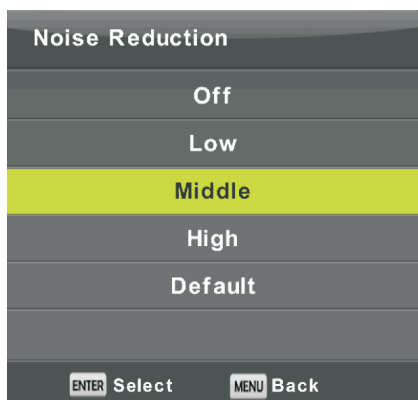 Noise Reduction
Off
Low
Middle
High
Default
ENTER Select MENU Back